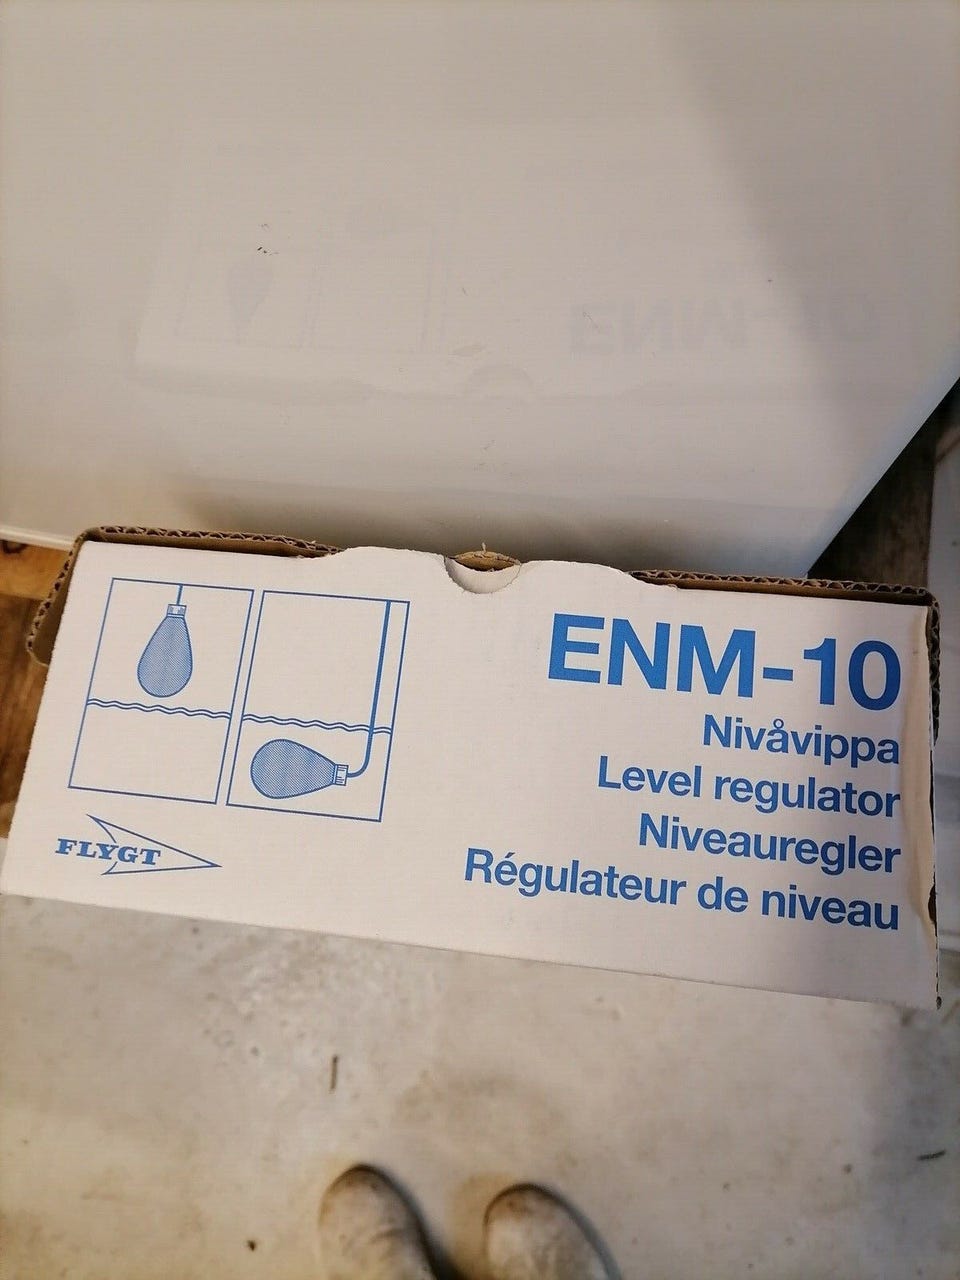 ENM-10
Nivåvippa
Level regulator
Niveauregler
Régulateur de niveau
FLYGT